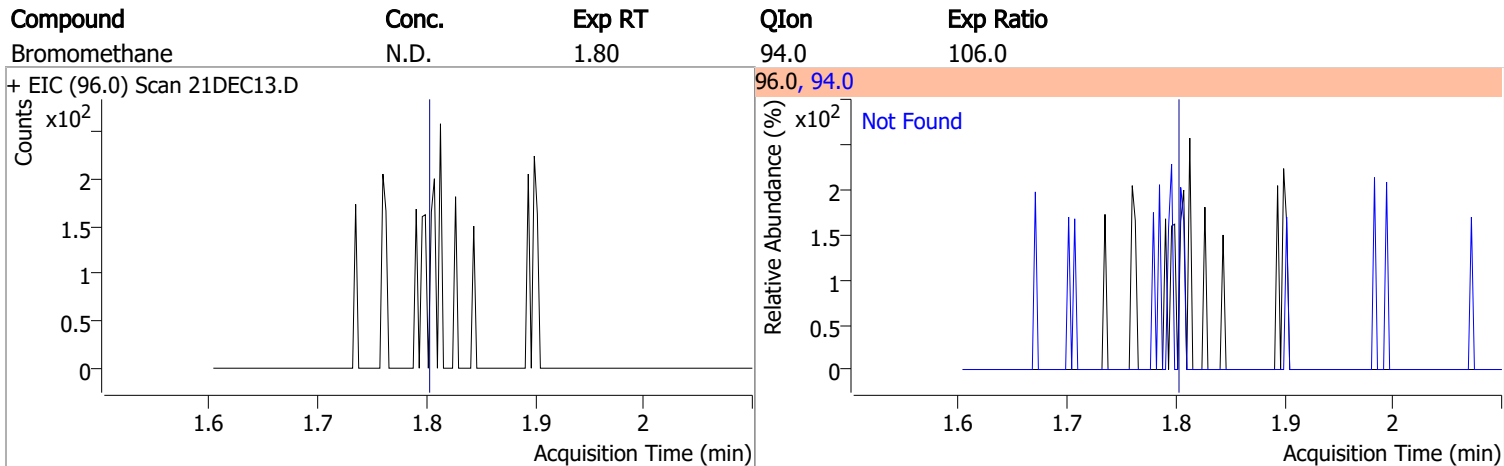 Compound Conc. Exp RT QIon Exp Ratio
Bromomethane N.D. 1.80 94.0 106.0
+ EIC (96.0) Scan 21DEC13.D
Counts
x10²
2
1.5
1
0.5
0
1.6 1.7 1.8 1.9 2
Acquisition Time (min)
96.0, 94.0
Relative Abundance (%)
x10²
Not Found
2
1.5
1
0.5
0
1.6 1.7 1.8 1.9 2
Acquisition Time (min)